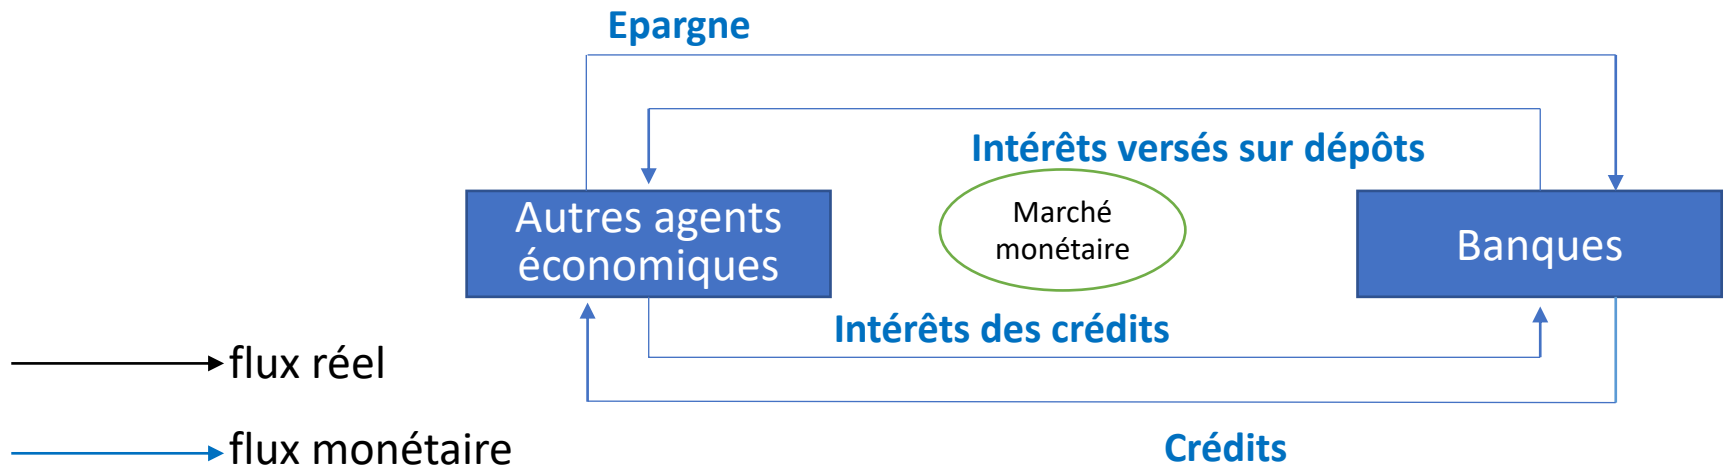 Epargne
Intérêts versés sur dépôts
Autres agents
économiques
Marché
monétaire
Banques
Intérêts des crédits
flux réel
flux monétaire
Crédits